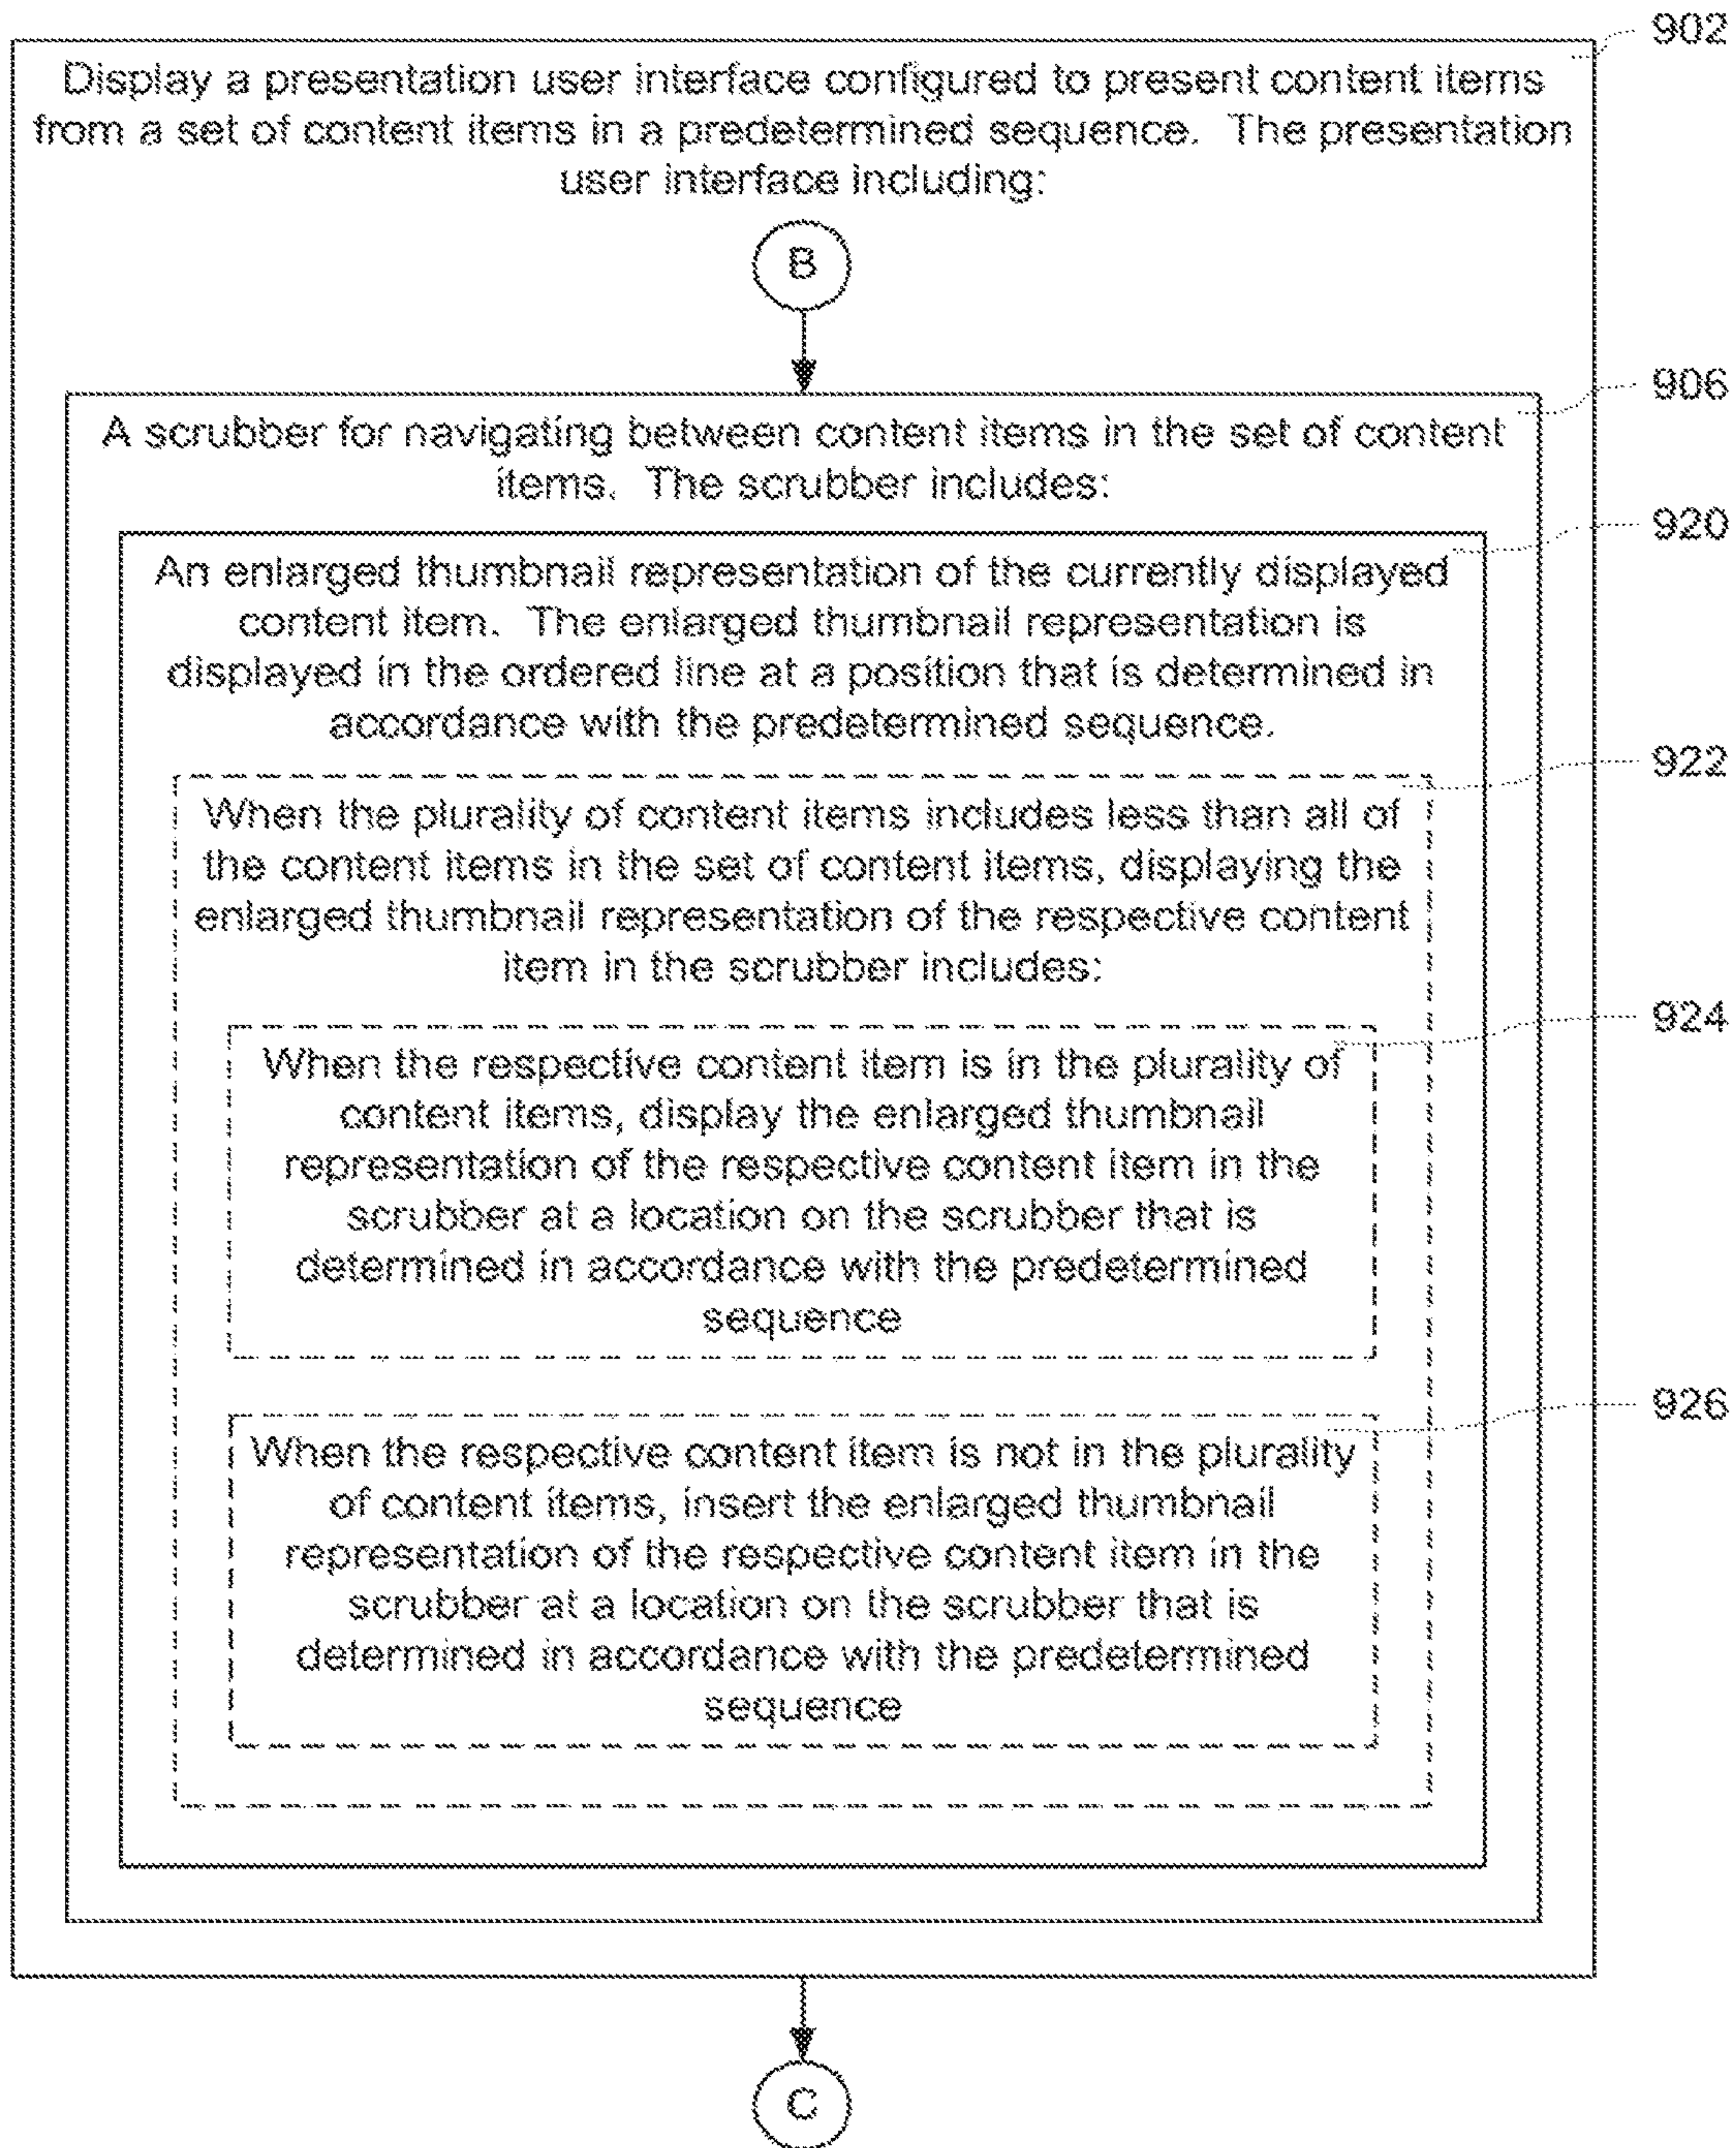 902
Display a presentation user interface configured to present content items
from a set of content items in a predetermined sequence. The presentation
user interface including:
B
906
A scrubber for navigating between content items in the set of content
items. The scrubber includes:
920
An enlarged thumbnail representation of the currently displayed
content item. The enlarged thumbnail representation is
displayed in the ordered line at a position that is determined in
accordance with the predetermined sequence.
922
When the plurality of content items includes less than all of
the content items in the set of content items, displaying the
enlarged thumbnail representation of the respective content
item in the scrubber includes:
924
When the respective content item is in the plurality of
content items, display the enlarged thumbnail
representation of the respective content item in the
scrubber at a location on the scrubber that is
determined in accordance with the predetermined
sequence
926
When the respective content item is not in the plurality
of content items, insert the enlarged thumbnail
representation of the respective content item in the
scrubber at a location on the scrubber that is
determined in accordance with the predetermined
sequence
C